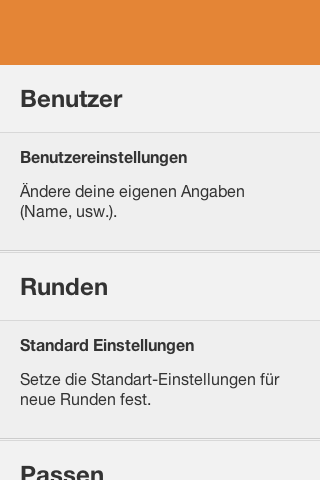 Benutzer
Benutzereinstellungen
Ändere deine eigenen Angaben
(Name, usw.).
Runden
Standard Einstellungen
Setze die Standart-Einstellungen für
neue Runden fest.
Passen